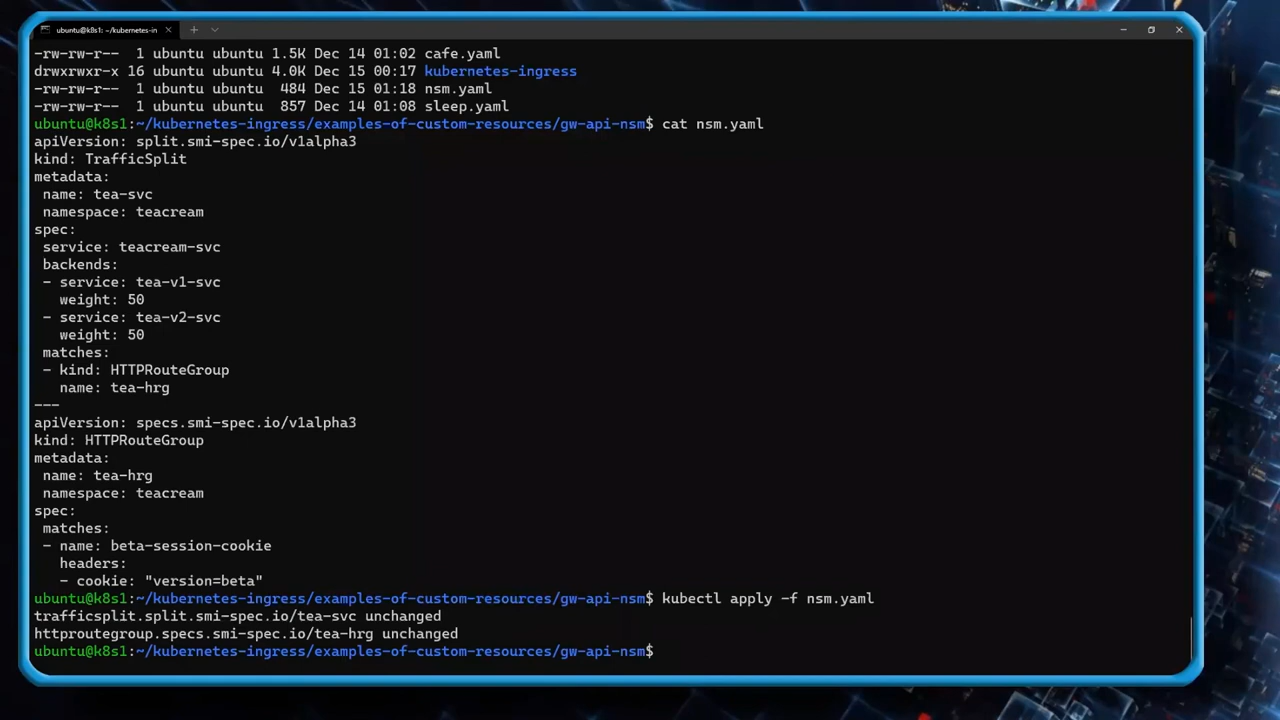 ubuntu@k8s1: ~/kubernetes-in
-rw-rw-r--  1 ubuntu ubuntu 1.5K Dec 14 01:02 cafe.yaml
drwxrwxr-x 16 ubuntu ubuntu 4.0K Dec 15 00:17 kubernetes-ingress
-rw-rw-r--  1 ubuntu ubuntu  484 Dec 15 01:18 nsm.yaml
-rw-rw-r--  1 ubuntu ubuntu  857 Dec 14 01:08 sleep.yaml
ubuntu@k8s1:~/kubernetes-ingress/examples-of-custom-resources/gw-api-nsm$ cat nsm.yaml
apiVersion: split.smi-spec.io/v1alpha3
kind: TrafficSplit
metadata:
 name: tea-svc
 namespace: teacream
spec:
 service: teacream-svc
 backends:
 - service: tea-v1-svc
   weight: 50
 - service: tea-v2-svc
   weight: 50
 matches:
 - kind: HTTPRouteGroup
   name: tea-hrg
---
apiVersion: specs.smi-spec.io/v1alpha3
kind: HTTPRouteGroup
metadata:
 name: tea-hrg
 namespace: teacream
spec:
 matches:
 - name: beta-session-cookie
   headers:
   - cookie: "version=beta"
ubuntu@k8s1:~/kubernetes-ingress/examples-of-custom-resources/gw-api-nsm$ kubectl apply -f nsm.yaml
trafficsplit.split.smi-spec.io/tea-svc unchanged
httproutegroup.specs.smi-spec.io/tea-hrg unchanged
ubuntu@k8s1:~/kubernetes-ingress/examples-of-custom-resources/gw-api-nsm$